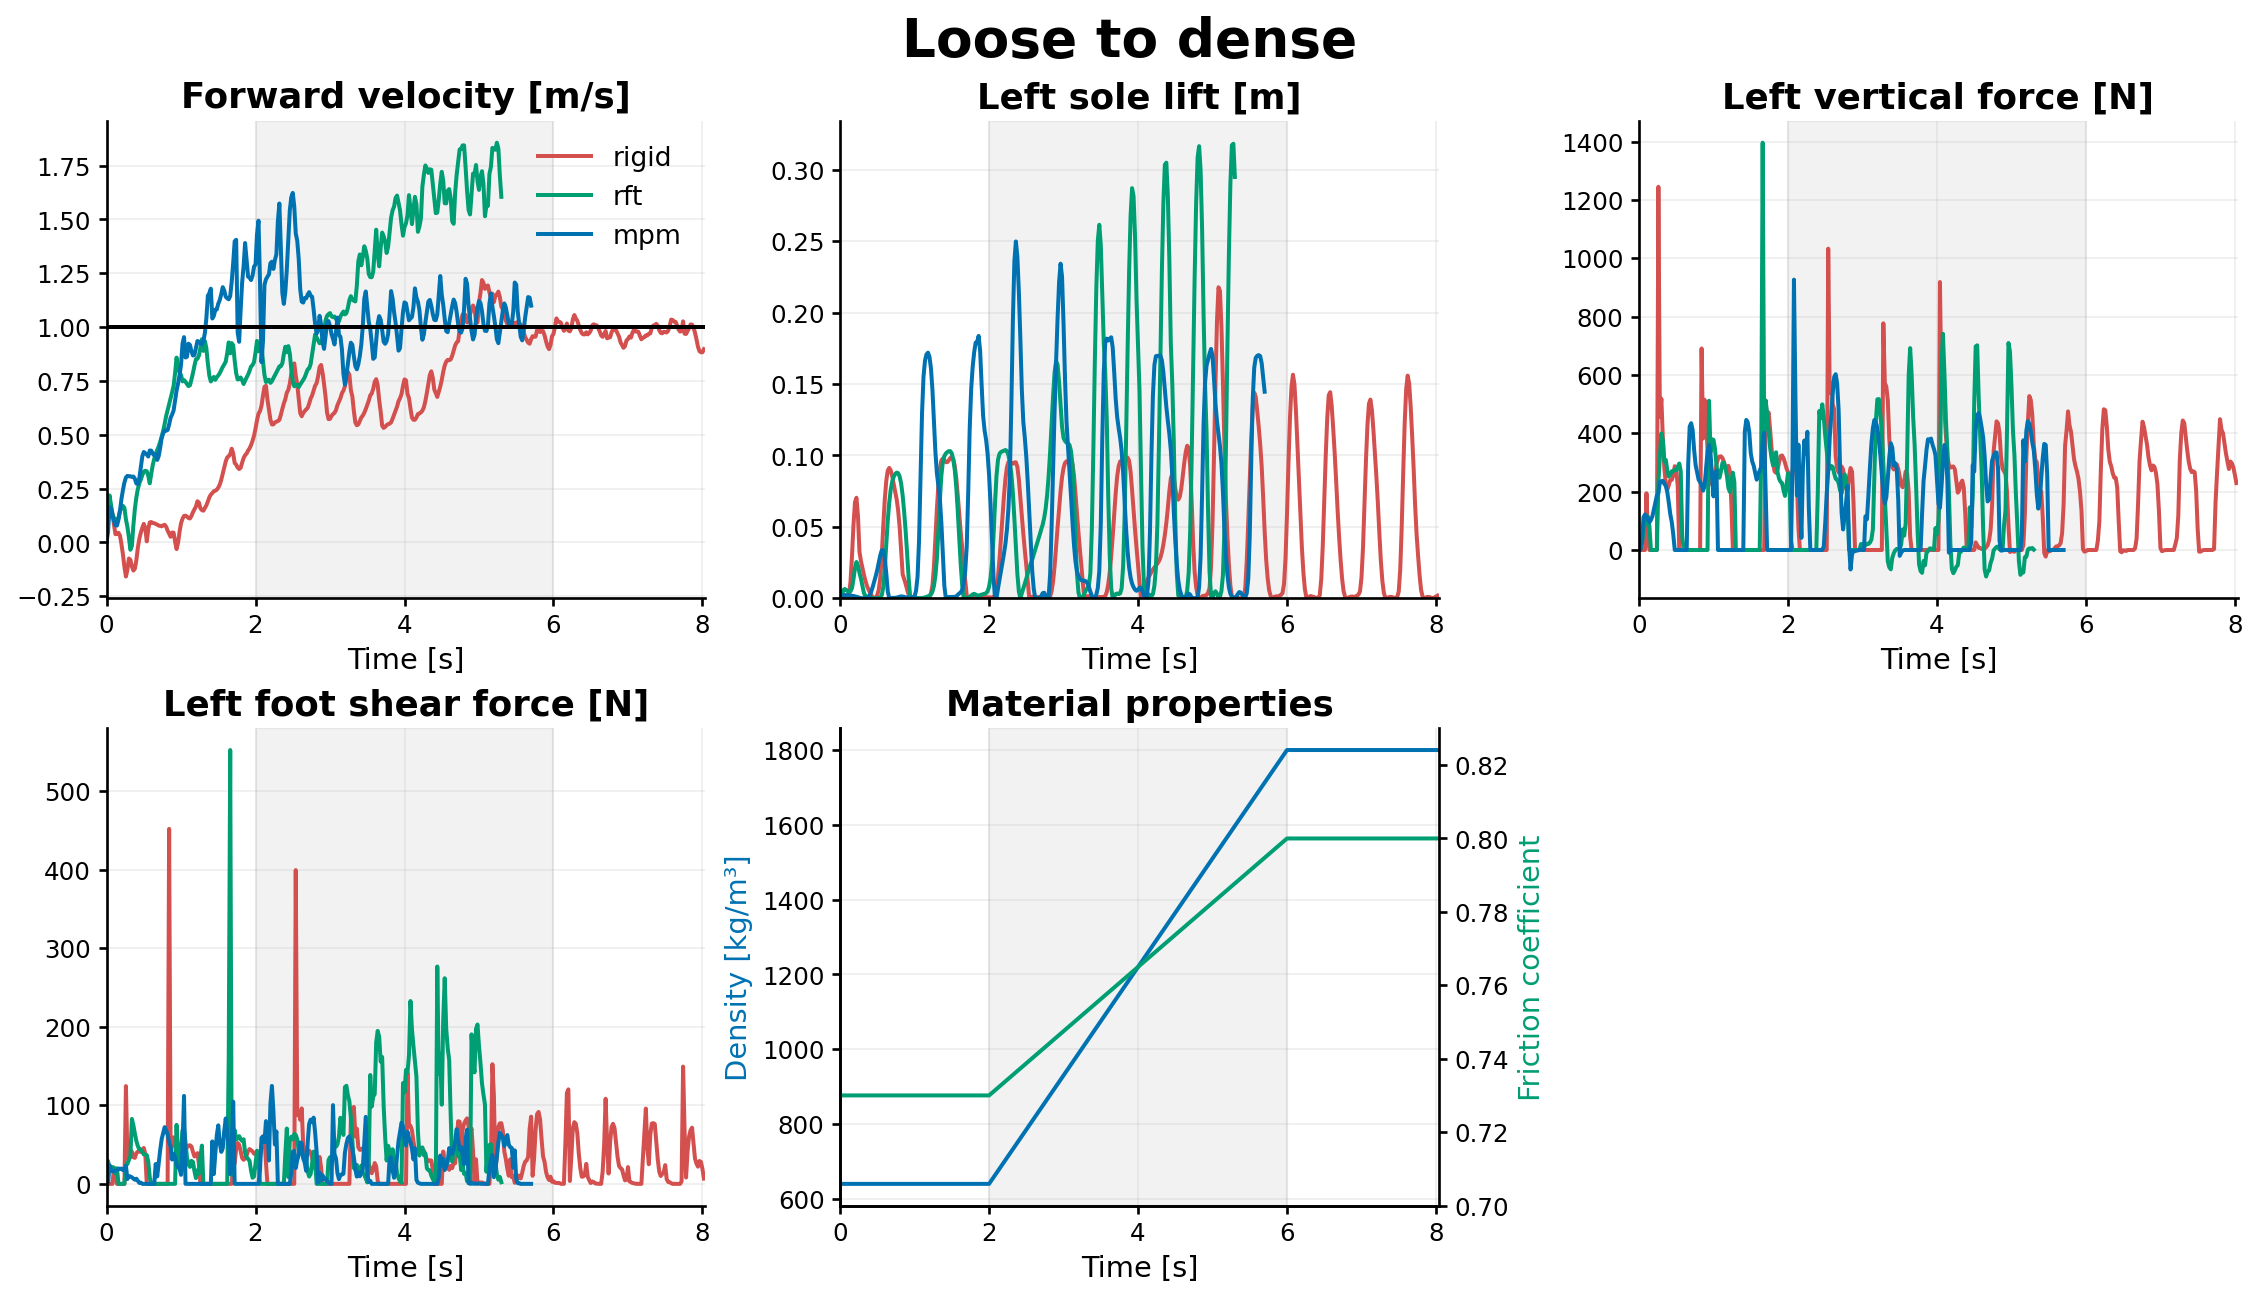 Loose to dense
Forward velocity [m/s]
1.75
1.50
1.25
1.00
0.75
0.50
0.25
0.00
−0.25
0 2 4 6 8
Time [s]
rigid
rft
mpm
Left sole lift [m]
0.30
0.25
0.20
0.15
0.10
0.05
0.00
0 2 4 6 8
Time [s]
Left vertical force [N]
1400
1200
1000
800
600
400
200
0
0 2 4 6 8
Time [s]
Left foot shear force [N]
500
400
300
200
100
0
0 2 4 6 8
Time [s]
Material properties
Density [kg/m³]
1800
1600
1400
1200
1000
800
600
0 2 4 6 8
Time [s]
0.82
0.80
0.78
0.76
0.74
0.72
0.70
Friction coefficient